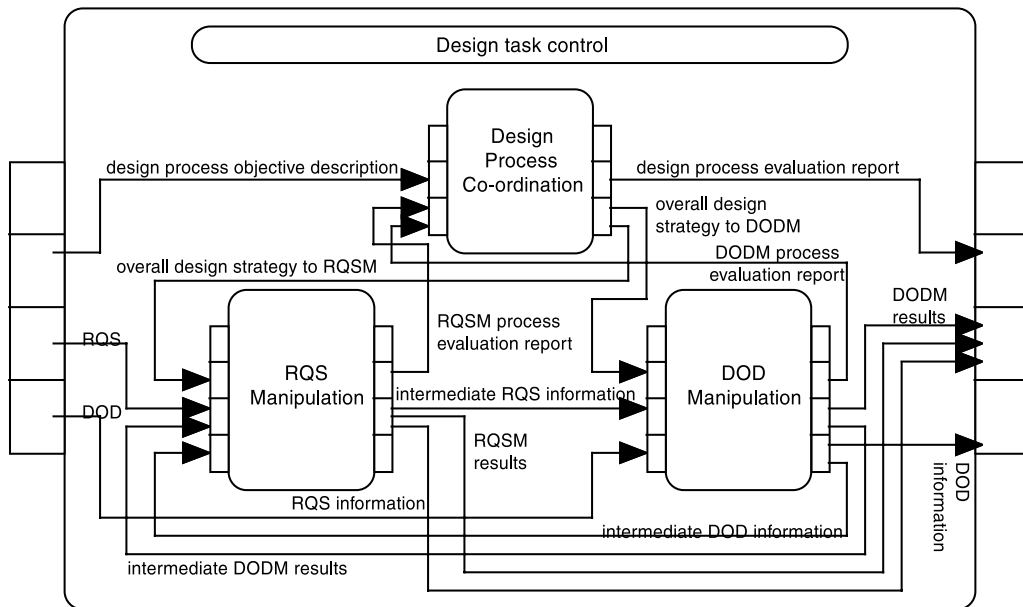 Design task control
Design
Process
Co-ordination
design process objective description
design process evaluation report
overall design
strategy to DODM
DODM process
evaluation report
overall design strategy to RQSM
DODM
results
RQSM process
evaluation report
RQS
RQS
Manipulation
DOD
Manipulation
intermediate RQS information
DOD
RQSM
results
DOD
information
RQS information
intermediate DOD information
intermediate DODM results